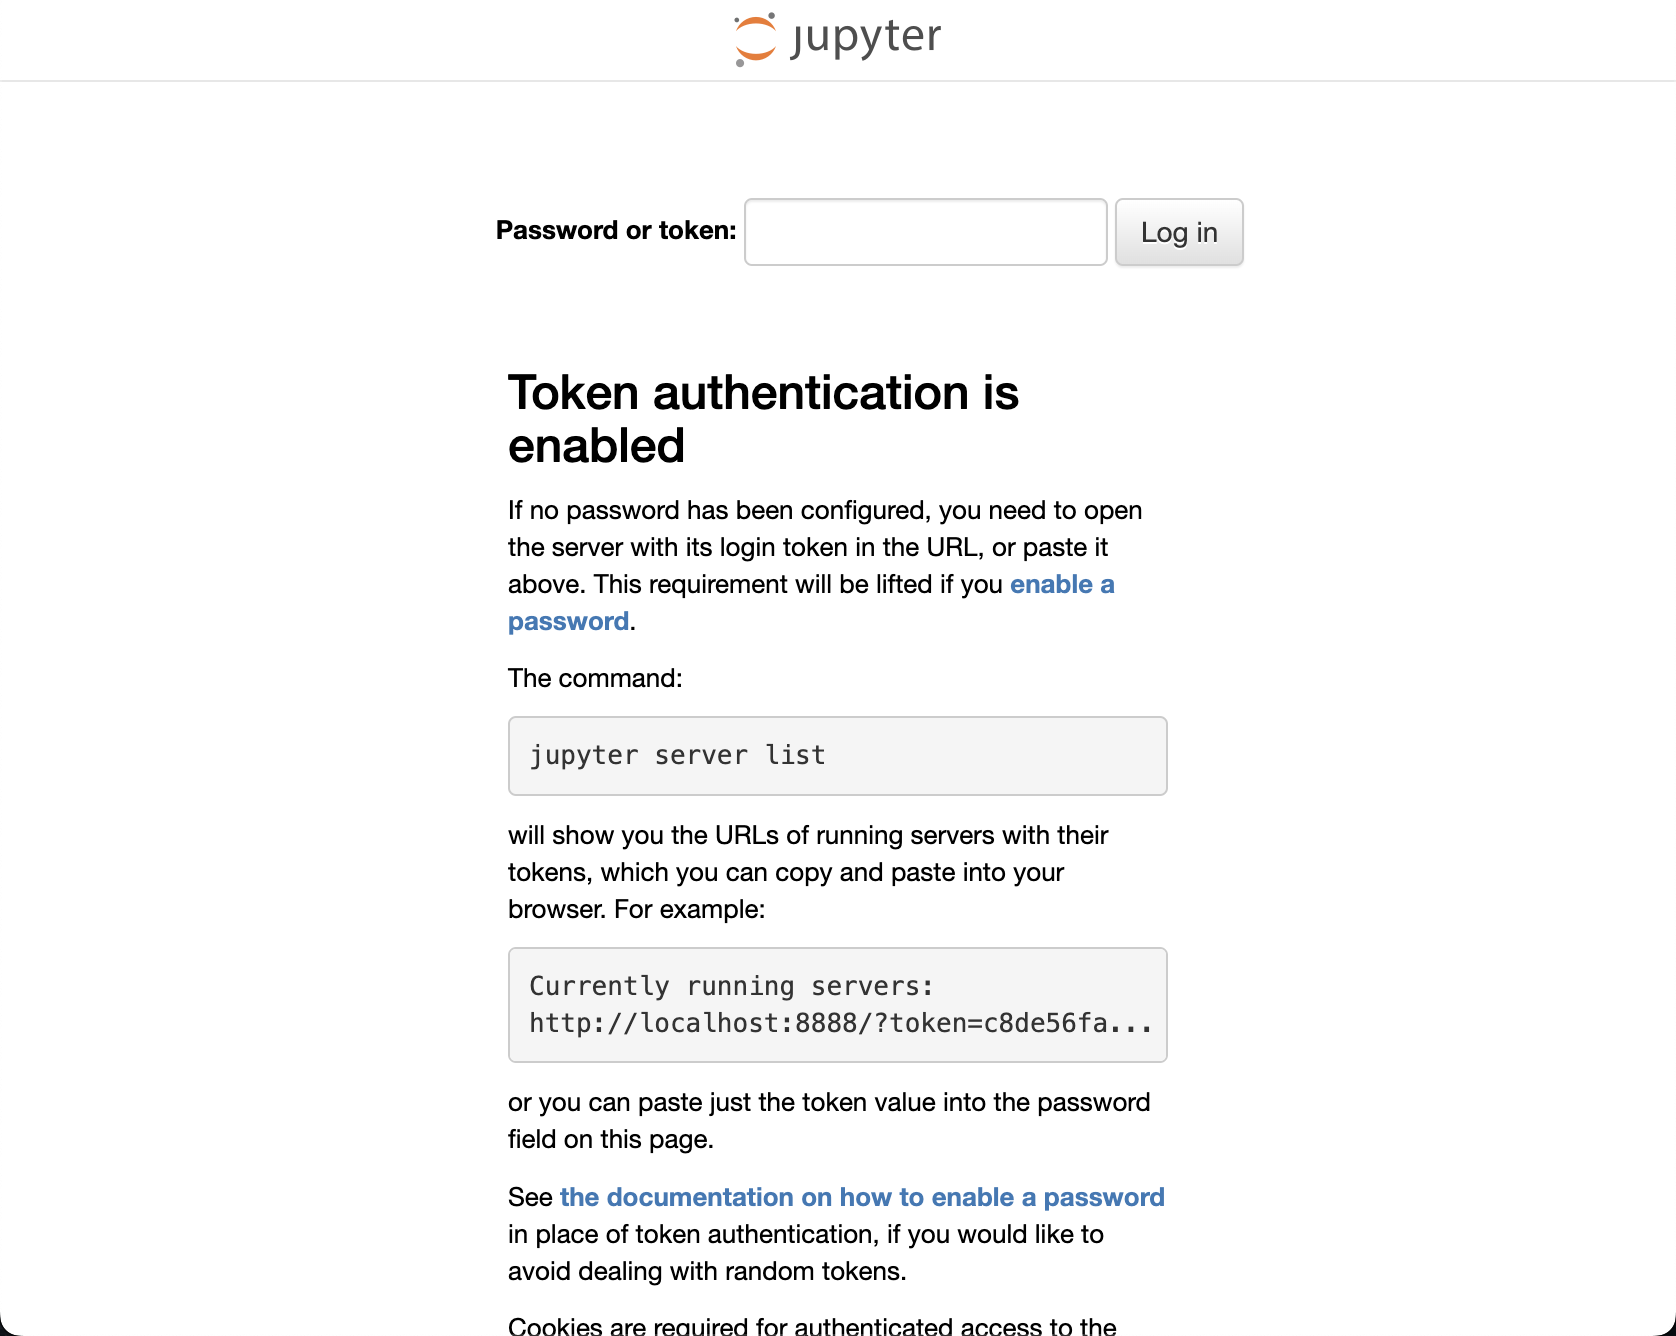 jupyter
Password or token:
Log in
Token authentication is
enabled
If no password has been configured, you need to open
the server with its login token in the URL, or paste it
above. This requirement will be lifted if you enable a
password.
The command:
jupyter server list
will show you the URLs of running servers with their
tokens, which you can copy and paste into your
browser. For example:
Currently running servers:
http://localhost:8888/?token=c8de56fa...
or you can paste just the token value into the password
field on this page.
See the documentation on how to enable a password
in place of token authentication, if you would like to
avoid dealing with random tokens.
Cookies are required for authenticated access to the